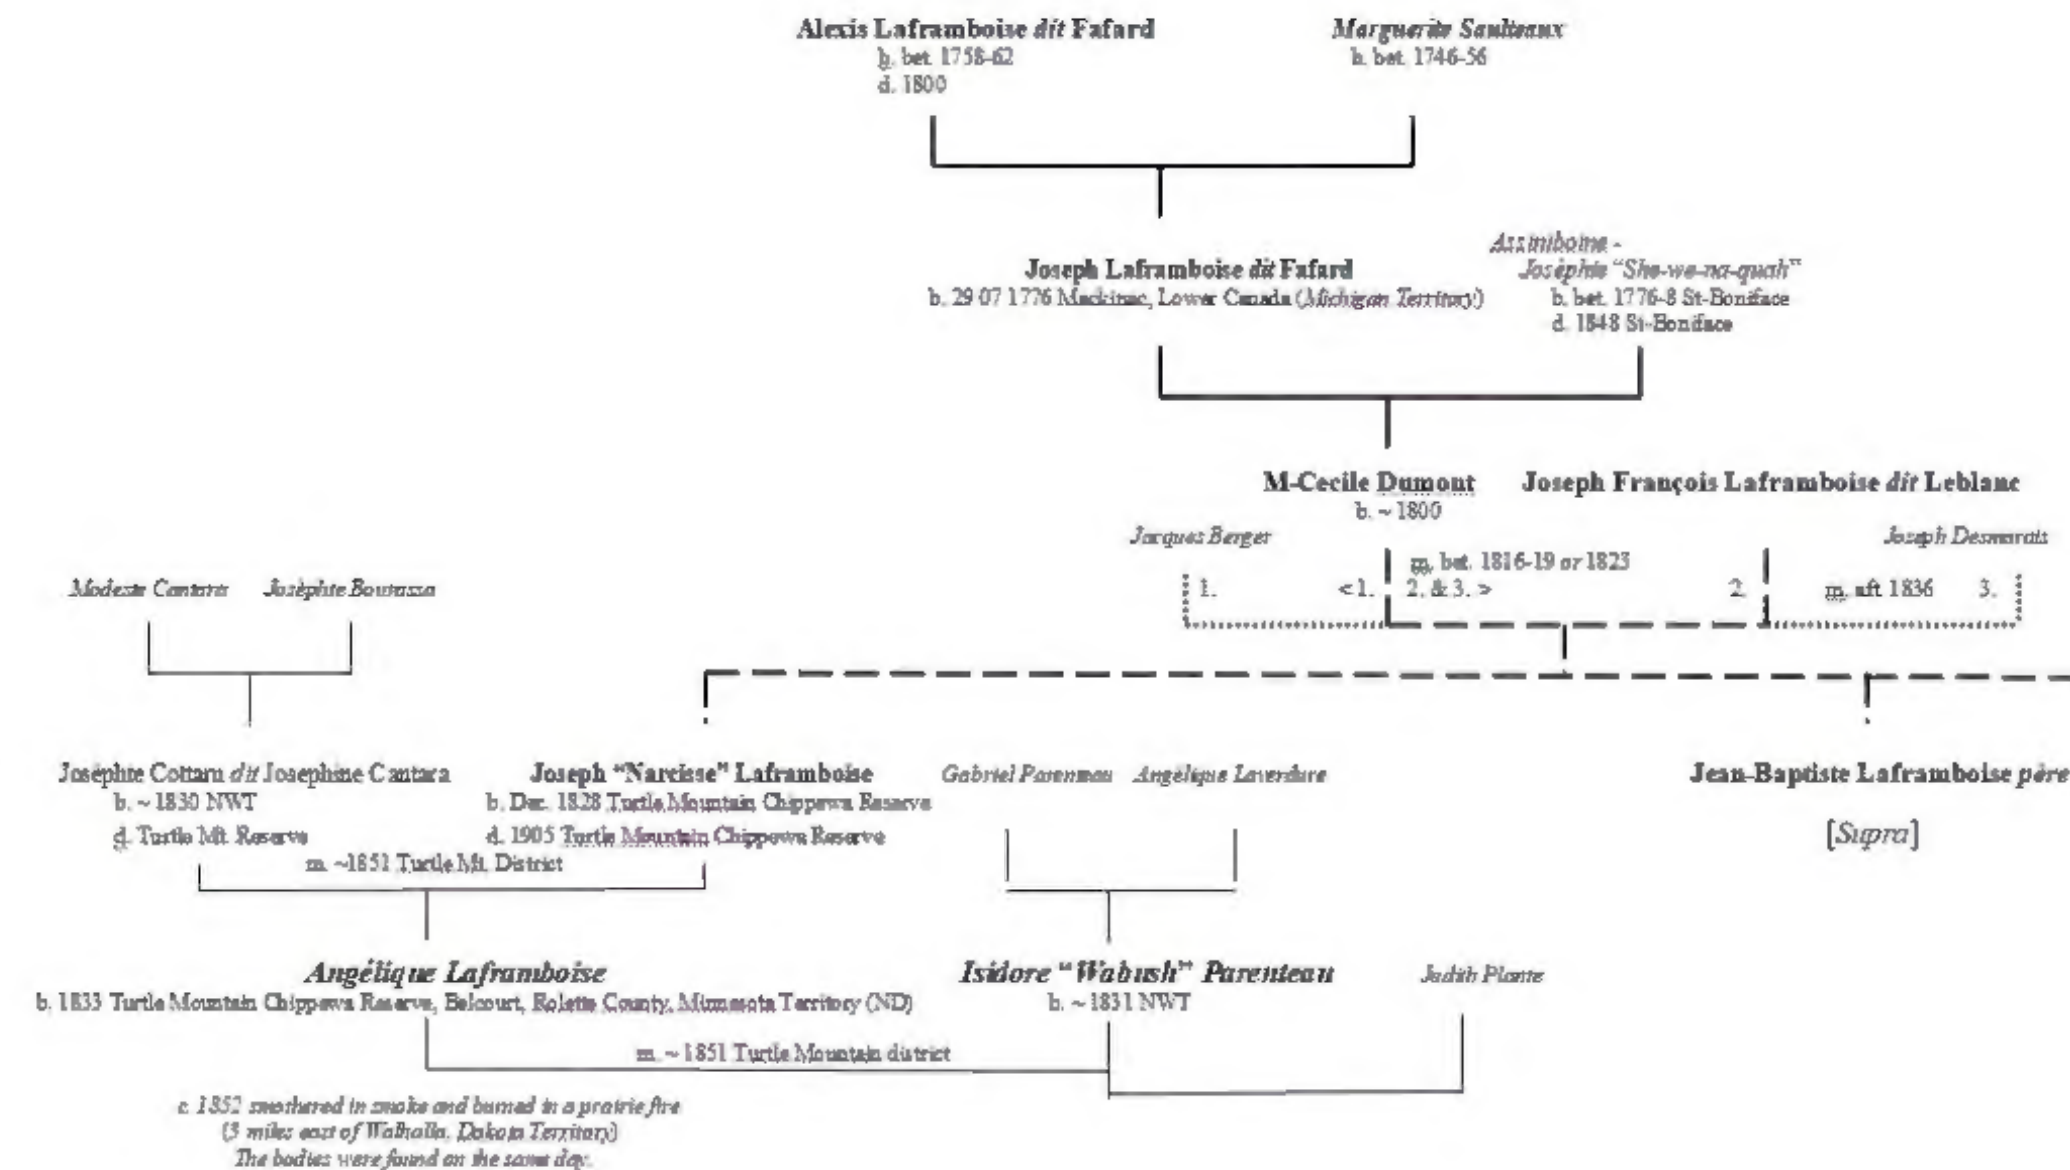 Alexis Laframboise dit Fafard
b. bet. 1758-62
d. 1800
Marguerite Saulteaux
b. bet. 1746-56
Assiniboine -
Joséphte "She-we-na-quah"
b. bet. 1776-8 St-Boniface
d. 1848 St-Boniface
Joseph Laframboise dit Fafard
b. 29 07 1776 Mackinac, Lower Canada (Michigan Territory)
M-Cecile Dumont
b. ~ 1800
Joseph François Laframboise dit Leblanc
Jacques Berger
Joseph Desmarais
m. bet. 1816-19 or 1823
1. <1. 2. & 3. > 2. m. aft 1836 3.
Modeste Cantara Joséphte Boutassa
Joséphte Cottara dit Josephine Cantara
b. ~ 1830 NWT
d. Turtle Mt. Reserve
Joseph "Narcisse" Laframboise
b. Dec. 1828 Turtle Mountain Chippewa Reserve
d. 1905 Turtle Mountain Chippewa Reserve
m. ~1851 Turtle Mt. District
Gabriel Parenteau Angélique Laverdure
Jean-Baptiste Laframboise père
[Supra]
Angélique Laframboise
b. 1833 Turtle Mountain Chippewa Reserve, Belcourt, Rolette County, Minnesota Territory (ND)
Isidore "Wabush" Parenteau
b. ~ 1831 NWT
Judith Plante
m. ~ 1851 Turtle Mountain district
c. 1852 smothered in smoke and burned in a prairie fire
miles east of Walhalla, Dakota Territory)
The bodies were found on the same day.